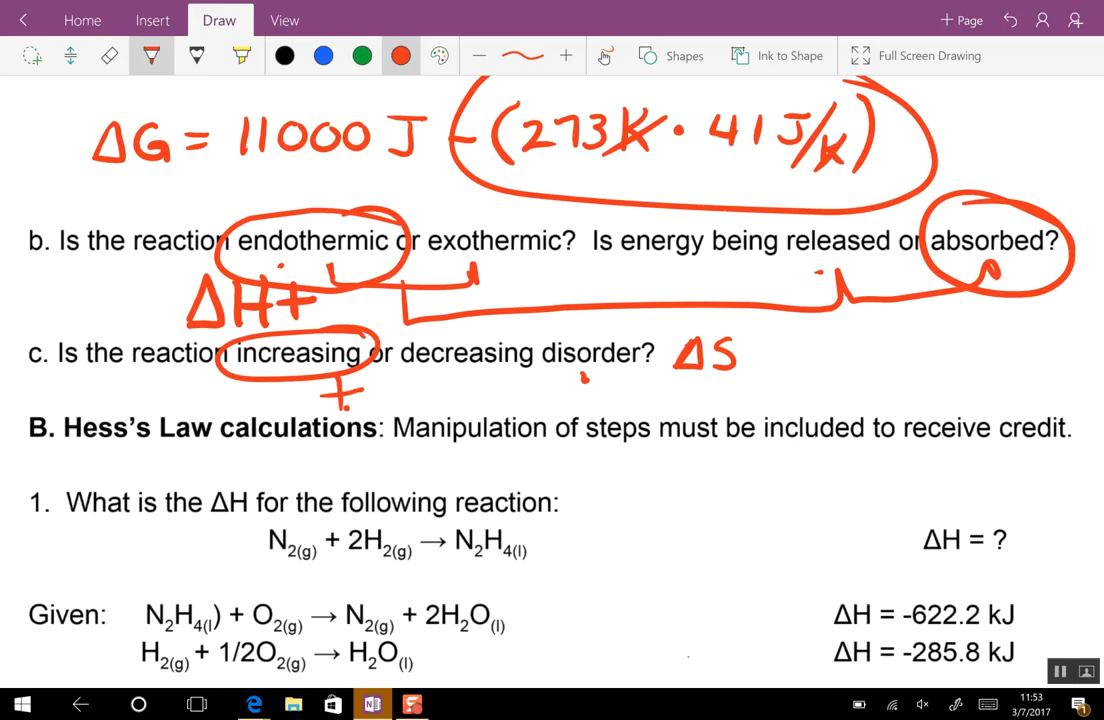 Home Insert Draw View + Page
Shapes Ink to Shape Full Screen Drawing
ΔG = 11000 J - (273K · 41 J/K)
b. Is the reaction endothermic or exothermic? Is energy being released or absorbed?
ΔH+
c. Is the reaction increasing or decreasing disorder? ΔS
+
B. Hess's Law calculations: Manipulation of steps must be included to receive credit.
1. What is the ΔH for the following reaction:
N2(g) + 2H2(g) → N2H4(l) ΔH = ?
Given: N2H4(l) + O2(g) → N2(g) + 2H2O(l) ΔH = -622.2 kJ
H2(g) + 1/2O2(g) → H2O(l) ΔH = -285.8 kJ
11:53
3/7/2017